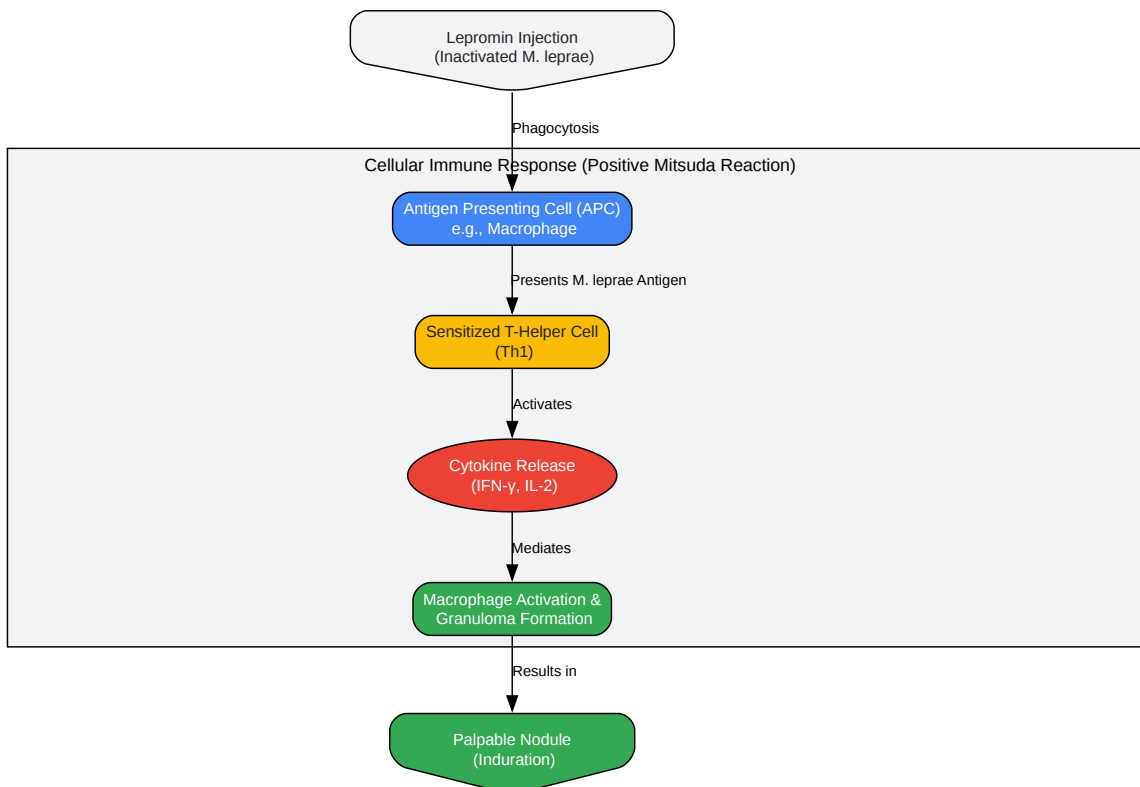 Lepromin Injection
(Inactivated M. leprae)
Phagocytosis
Cellular Immune Response (Positive Mitsuda Reaction)
Antigen Presenting Cell (APC)
e.g., Macrophage
Presents M. leprae Antigen
Sensitized T-Helper Cell
(Th1)
Activates
Cytokine Release
(IFN-γ, IL-2)
Mediates
Macrophage Activation &
Granuloma Formation
Results in
Palpable Nodule
(Induration)